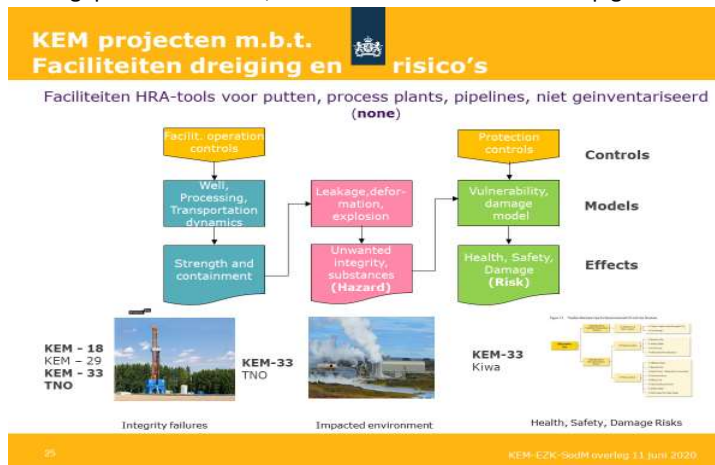 KEM projecten m.b.t.
Faciliteiten dreiging en risico's
Faciliteiten HRA-tools voor putten, process plants, pipelines, niet geinventariseerd
(none)
Facilit. operation
controls
Protection
controls
Controls
Well,
Processing,
Transportation
dynamics
Leakage,defor-
mation,
explosion
Vulnerability,
damage
model
Models
Strength and
containment
Unwanted
integrity,
substances
(Hazard)
Health, Safety,
Damage
(Risk)
Effects
KEM - 18
KEM - 29
KEM - 33
TNO
KEM-33
TNO
KEM-33
Kiwa
Integrity failures
Impacted environment
Health, Safety, Damage Risks
25
KEM-EZK-SodM overleg 11 juni 2020